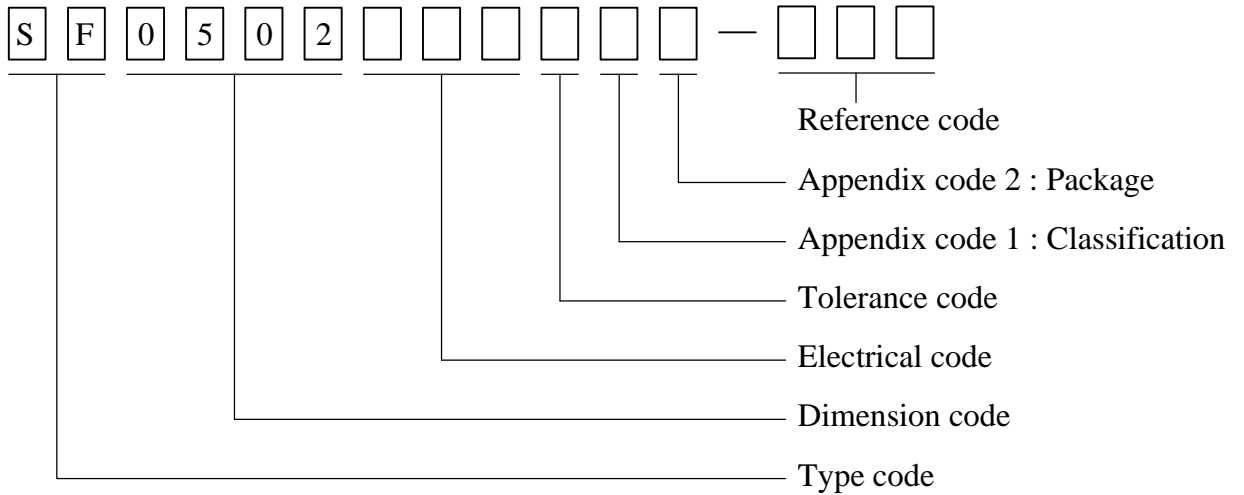 S F 0 5 0 2 □ □ □ □ □ □ — □ □ □
Reference code
Appendix code 2 : Package
Appendix code 1 : Classification
Tolerance code
Electrical code
Dimension code
Type code